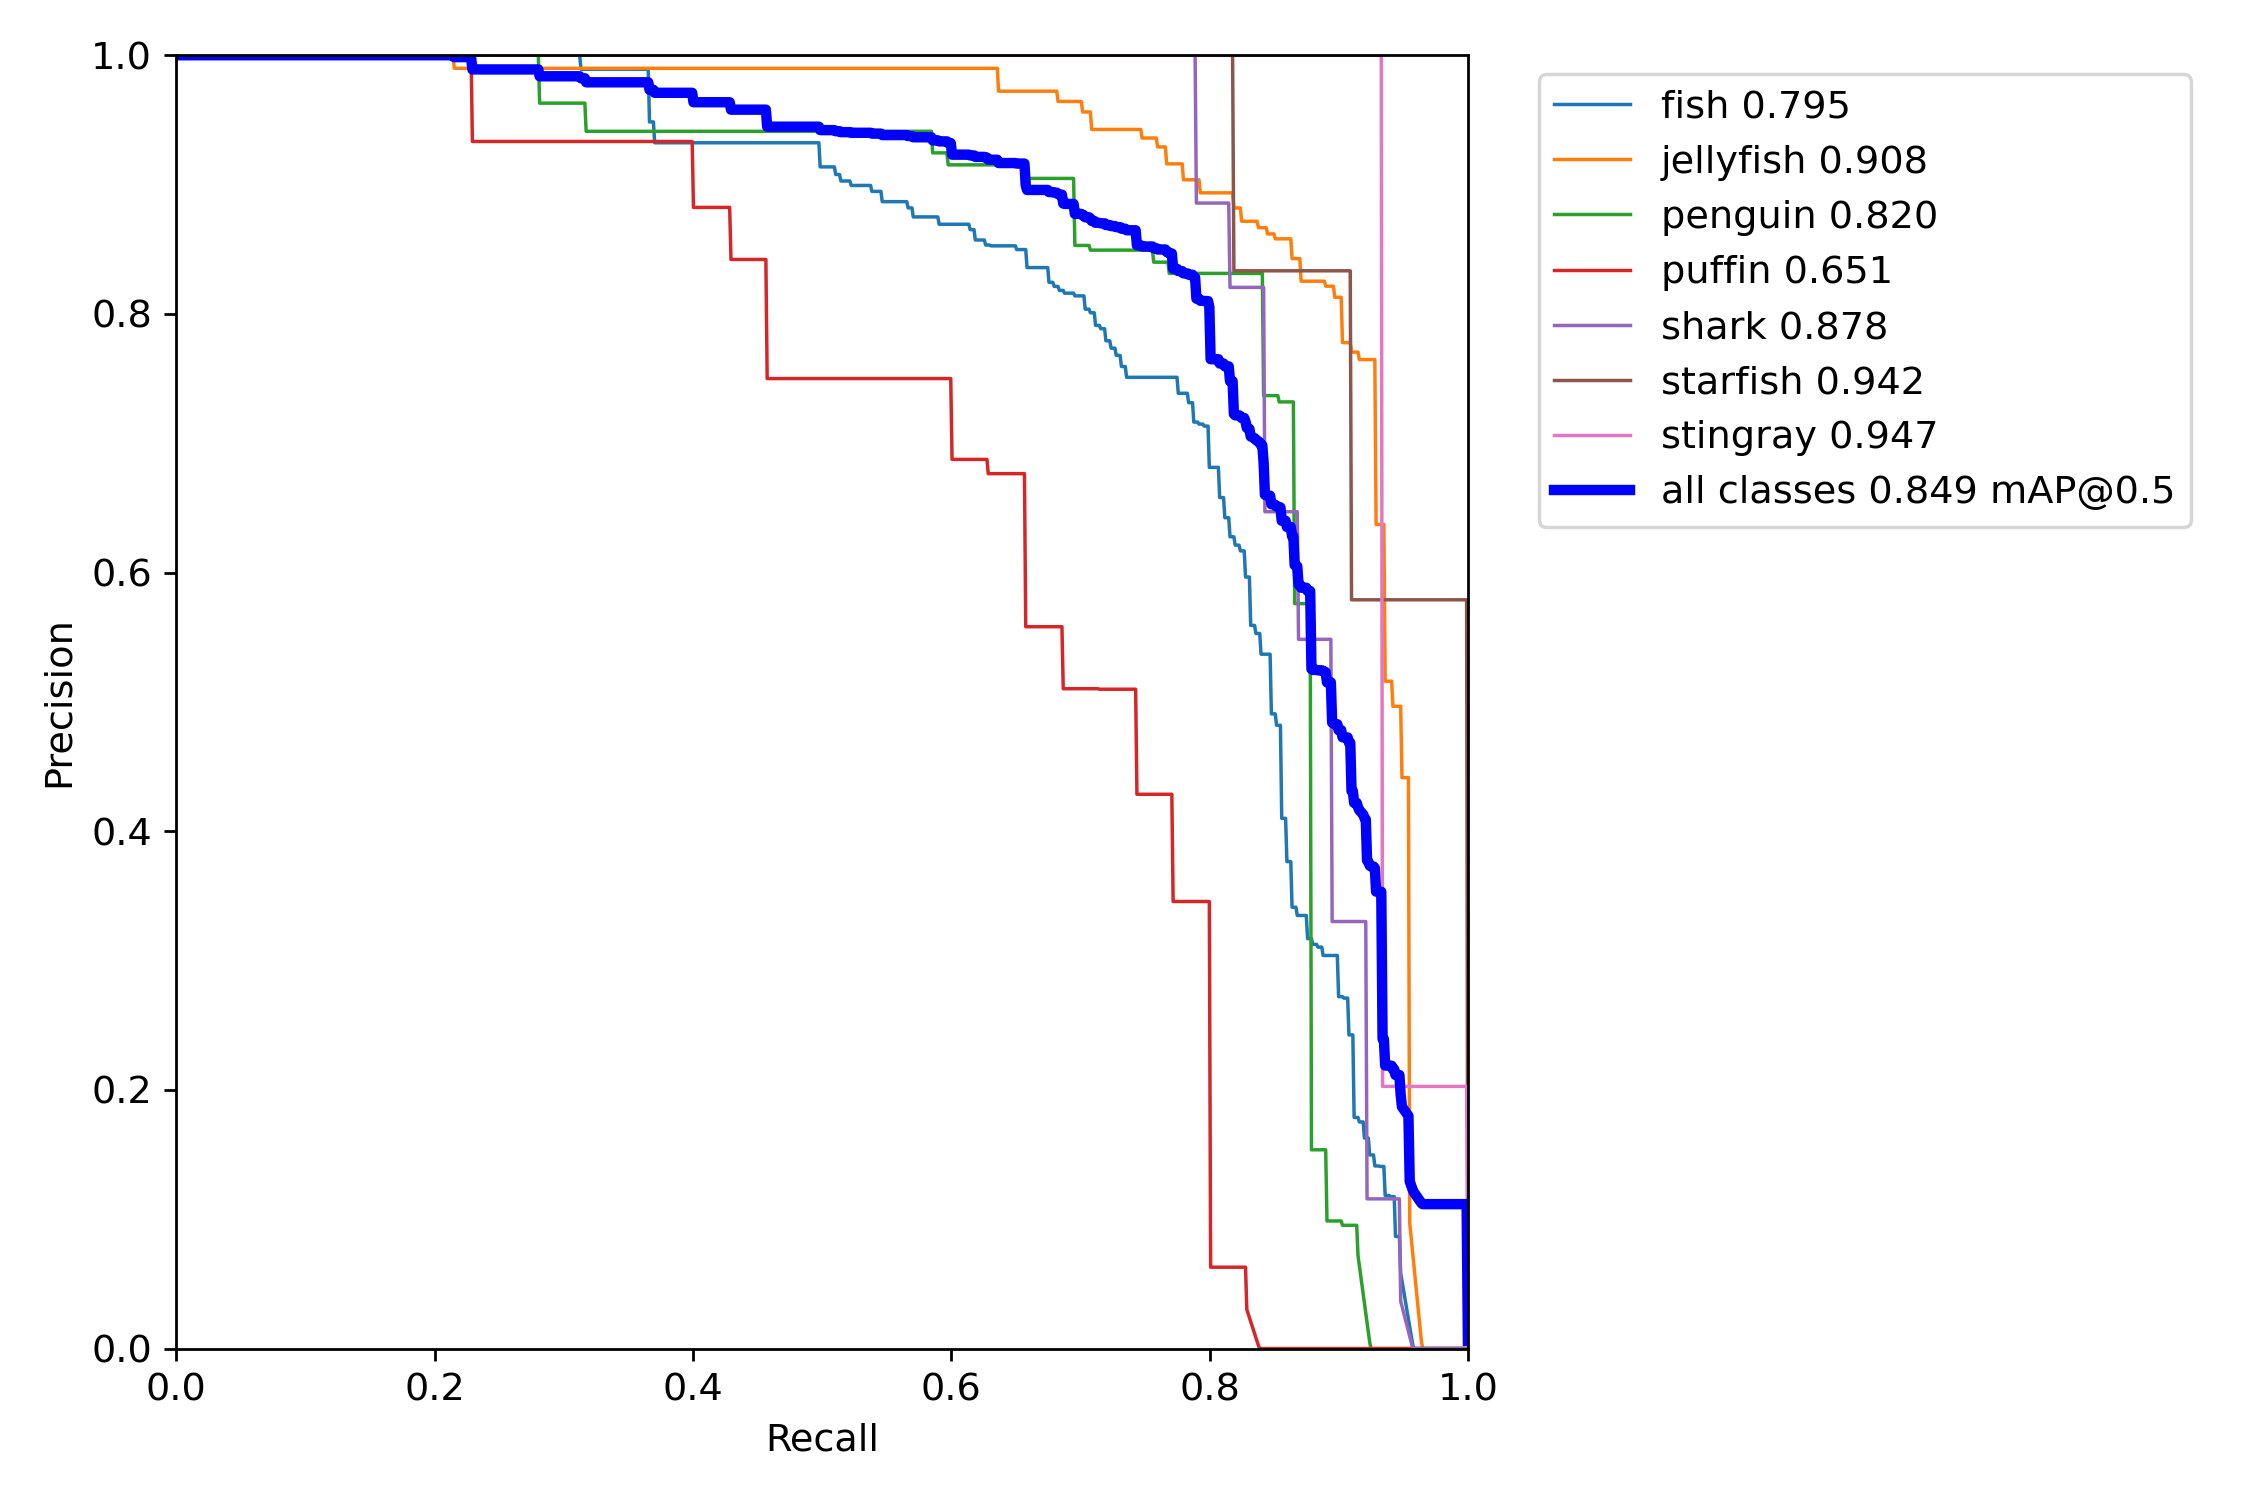 1.0
0.8
0.6
0.4
0.2
0.0
Precision
0.0 0.2 0.4 0.6 0.8 1.0
Recall
fish 0.795
jellyfish 0.908
penguin 0.820
puffin 0.651
shark 0.878
starfish 0.942
stingray 0.947
all classes 0.849 mAP@0.5